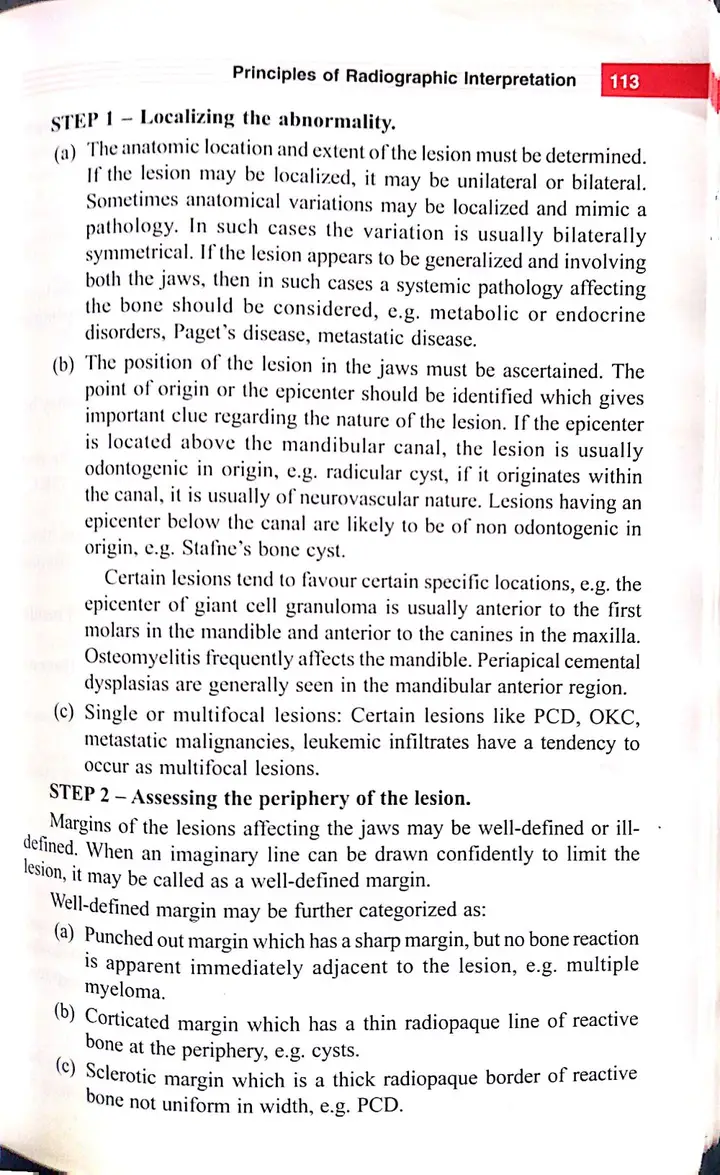 Principles of Radiographic Interpretation 113
STEP 1 – Localizing the abnormality.
(a) The anatomic location and extent of the lesion must be determined.
If the lesion may be localized, it may be unilateral or bilateral.
Sometimes anatomical variations may be localized and mimic a
pathology. In such cases the variation is usually bilaterally
symmetrical. If the lesion appears to be generalized and involving
both the jaws, then in such cases a systemic pathology affecting
the bone should be considered, e.g. metabolic or endocrine
disorders, Paget's disease, metastatic disease.
(b) The position of the lesion in the jaws must be ascertained. The
point of origin or the epicenter should be identified which gives
important clue regarding the nature of the lesion. If the epicenter
is located above the mandibular canal, the lesion is usually
odontogenic in origin, e.g. radicular cyst, if it originates within
the canal, it is usually of neurovascular nature. Lesions having an
epicenter below the canal are likely to be of non odontogenic in
origin, e.g. Stafne's bone cyst.
Certain lesions tend to favour certain specific locations, e.g. the
epicenter of giant cell granuloma is usually anterior to the first
molars in the mandible and anterior to the canines in the maxilla.
Osteomyelitis frequently affects the mandible. Periapical cemental
dysplasias are generally seen in the mandibular anterior region.
(c) Single or multifocal lesions: Certain lesions like PCD, OKC,
metastatic malignancies, leukemic infiltrates have a tendency to
occur as multifocal lesions.
STEP 2 – Assessing the periphery of the lesion.
Margins of the lesions affecting the jaws may be well-defined or ill-
defined. When an imaginary line can be drawn confidently to limit the
lesion, it may be called as a well-defined margin.
Well-defined margin may be further categorized as:
(a) Punched out margin which has a sharp margin, but no bone reaction
is apparent immediately adjacent to the lesion, e.g. multiple
myeloma.
(b) Corticated margin which has a thin radiopaque line of reactive
bone at the periphery, e.g. cysts.
(c) Sclerotic margin which is a thick radiopaque border of reactive
bone not uniform in width, e.g. PCD.